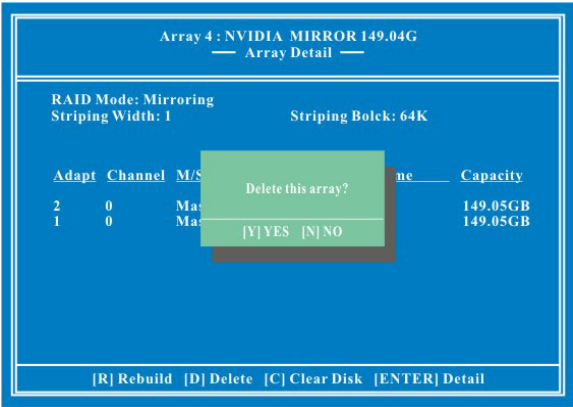 Array 4 : NVIDIA MIRROR 149.04G
Array Detail
RAID Mode: Mirroring
Striping Width: 1 Striping Bolck: 64K
Adapt Channel M/S me Capacity
2 0 Mas 149.05GB
1 0 Mas 149.05GB
Delete this array?
[Y] YES [N] NO
[R] Rebuild [D] Delete [C] Clear Disk [ENTER] Detail